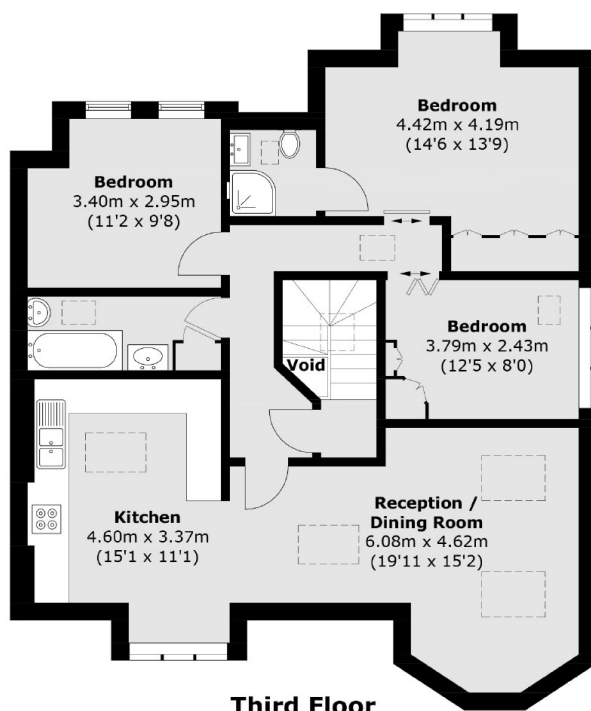 Bedroom
4.42m x 4.19m
(14'6 x 13'9)
Bedroom
3.40m x 2.95m
(11'2 x 9'8)
Bedroom
3.79m x 2.43m
(12'5 x 8'0)
Void
Kitchen
4.60m x 3.37m
(15'1 x 11'1)
Reception /
Dining Room
6.08m x 4.62m
(19'11 x 15'2)
Third Floor